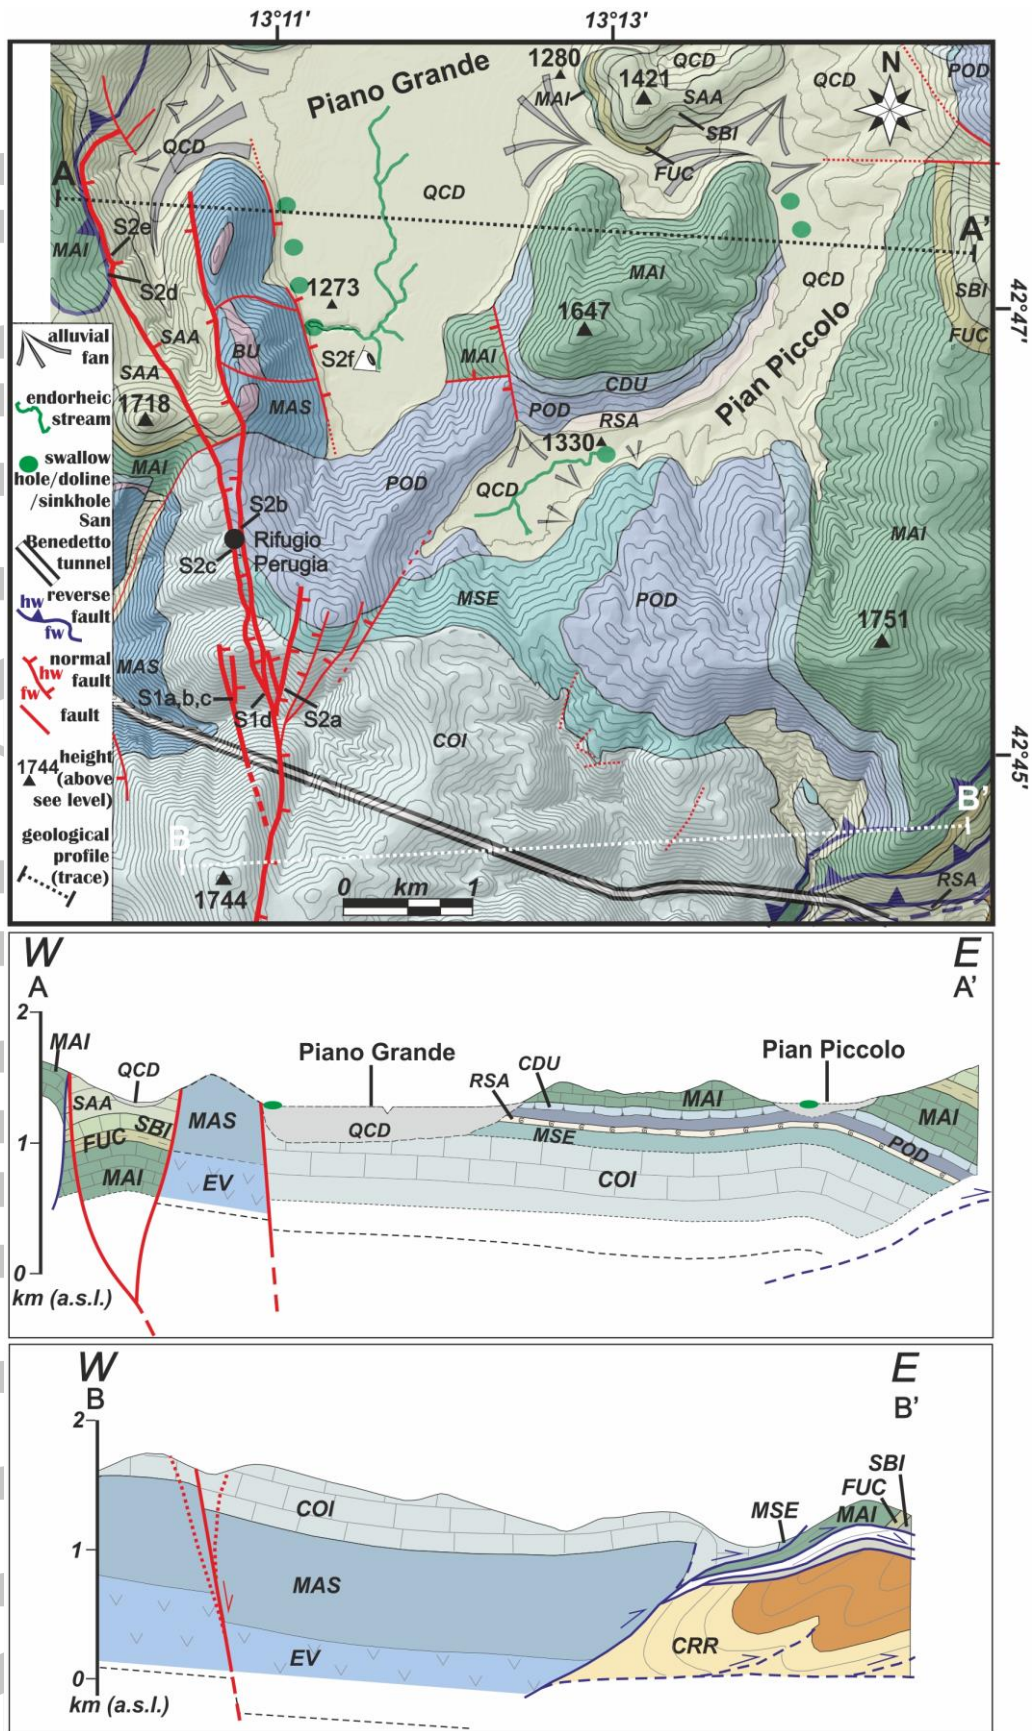 13°11'
13°13'
Piano Grande
1280
1421
QCD
QCD
N
POD
MAI
SAA
SBI
QCD
FUC
A
QCD
A'
S2e
MAI
S2d
MAI
QCD
SBI
42°47'
1273
1647
SAA
BU
S2f
MAI
FUC
alluvial
fan
SAA
CDU
Pian Piccolo
1718
MAS
POD
RSA
endorheic
stream
1330
MAI
POD
QCD
MAI
swallow
hole/doline
/sinkhole
San
Benedetto
tunnel
S2b
Rifugio
Perugia
S2c
MSE
POD
hw
reverse
fault
fw
1751
MAS
normal
hw
fault
fw
S1a,b,c
S1d
S2a
fault
COI
42°45'
1744
height
(above
see level)
B'
B
geological
profile
(trace)
1744
0 km 1
RSA
W
A
E
A'
2
MAI
QCD
Piano Grande
CDU
Pian Piccolo
RSA
SAA
MAI
SBI
MAS
MAI
FUC
QCD
MSE
1
POD
MAI
EV
COI
0
km (a.s.l.)
W
B
E
B'
2
SBI
FUC
COI
MSE
MAI
1
MAS
CRR
EV
0
km (a.s.l.)